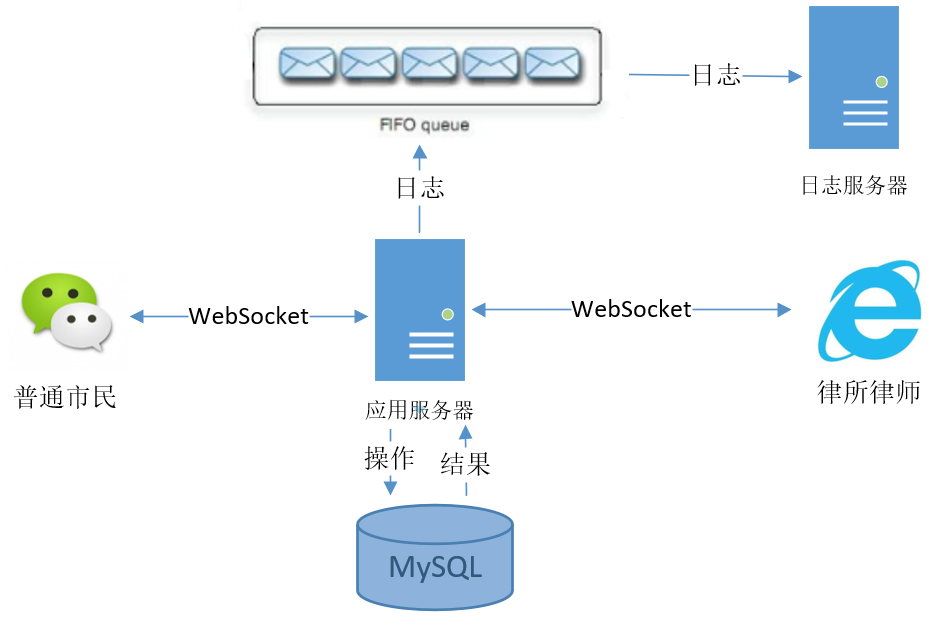 FIFO queue
日志
日志服务器
日志
WebSocket
WebSocket
普通市民
律所律师
应用服务器
操作
结果
MySQL